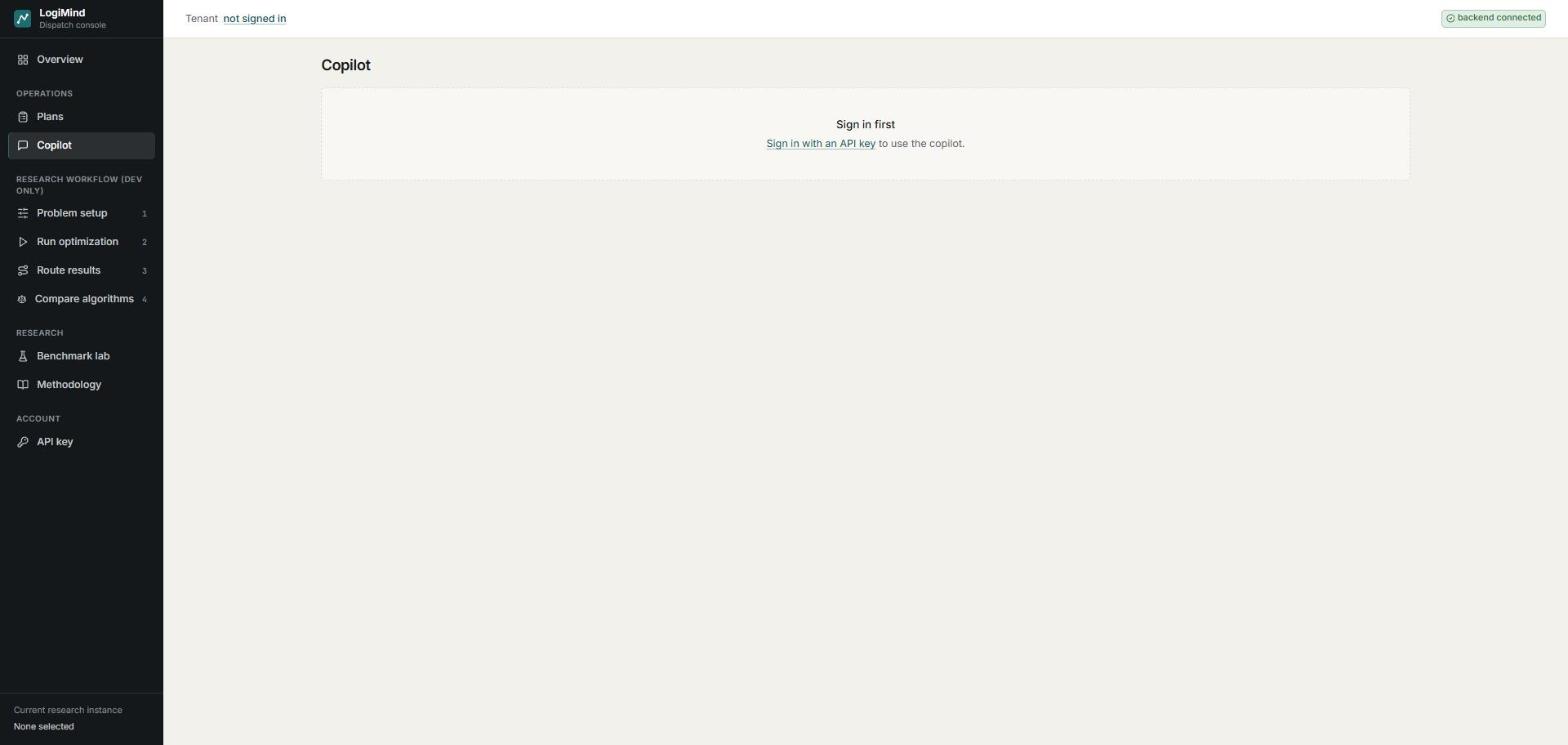 LogiMind
Dispatch console
Tenant not signed in
backend connected
Overview
OPERATIONS
Plans
Copilot
RESEARCH WORKFLOW (DEV
ONLY)
Problem setup 1
Run optimization 2
Route results 3
Compare algorithms 4
RESEARCH
Benchmark lab
Methodology
ACCOUNT
API key
Current research instance
None selected
Copilot
Sign in first
Sign in with an API key to use the copilot.